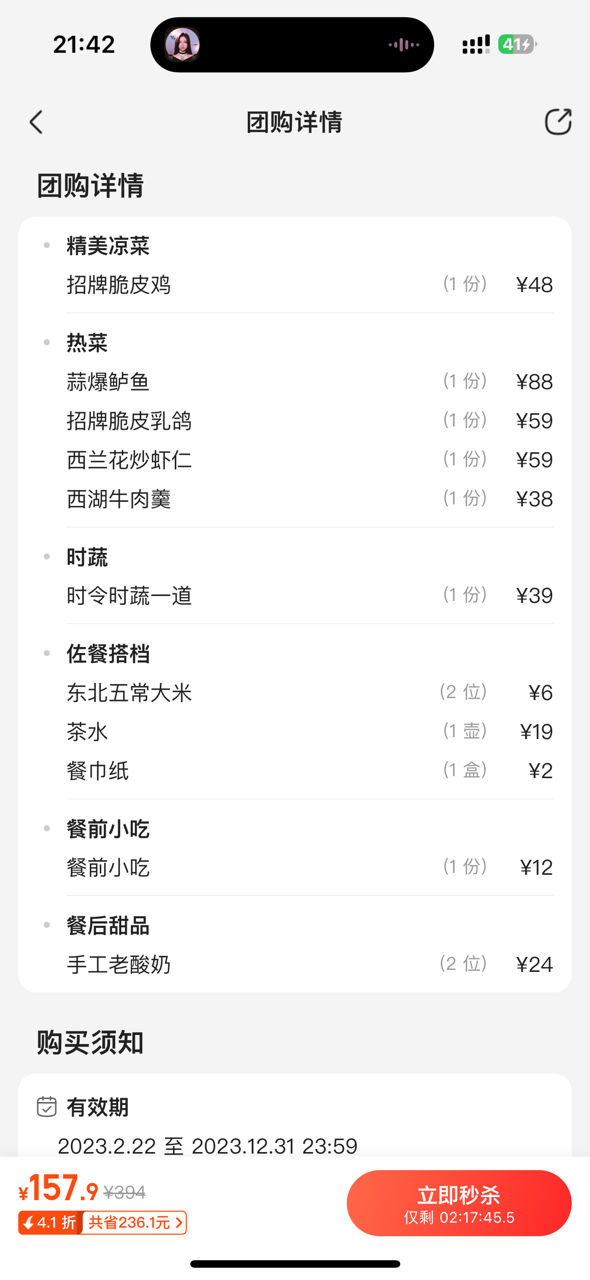 21:42
41
团购详情
团购详情
精美凉菜
招牌脆皮鸡 (1 份) ¥48
热菜
蒜爆鲈鱼 (1 份) ¥88
招牌脆皮乳鸽 (1 份) ¥59
西兰花炒虾仁 (1 份) ¥59
西湖牛肉羹 (1 份) ¥38
时蔬
时令时蔬一道 (1 份) ¥39
佐餐搭档
东北五常大米 (2 位) ¥6
茶水 (1 壶) ¥19
餐巾纸 (1 盒) ¥2
餐前小吃
餐前小吃 (1 份) ¥12
餐后甜品
手工老酸奶 (2 位) ¥24
购买须知
有效期
2023.2.22 至 2023.12.31 23:59
¥157.9 ¥394
4.1 折 共省236.1元
立即秒杀
仅剩 02:17:45.5